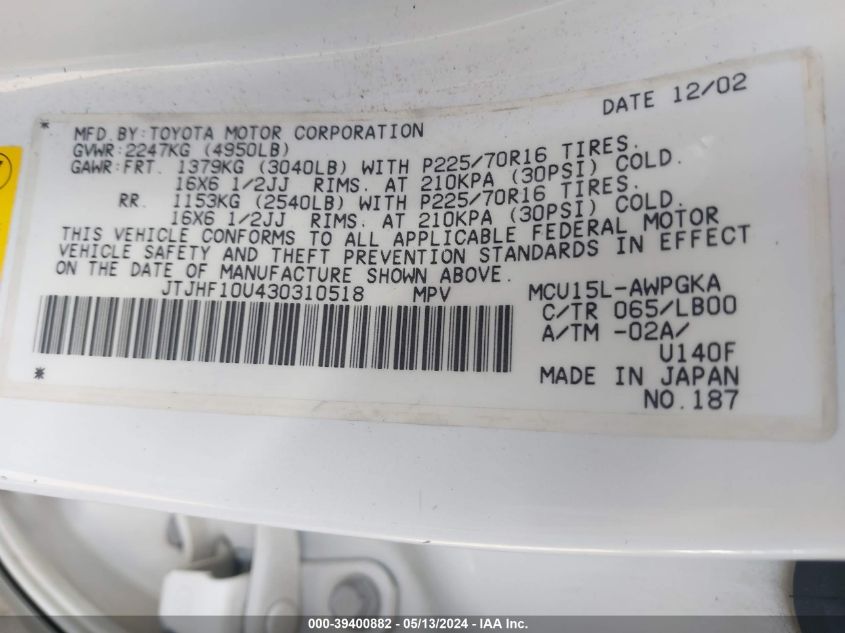 DATE 12/02
* MFD. BY: TOYOTA MOTOR CORPORATION
GVWR: 2247KG (4950LB)
GAWR: FRT. 1379KG (3040LB) WITH P225/70R16 TIRES.
16X6 1/2JJ RIMS. AT 210KPA (30PSI) COLD.
RR. 1153KG (2540LB) WITH P225/70R16 TIRES.
16X6 1/2JJ RIMS. AT 210KPA (30PSI) COLD.
THIS VEHICLE CONFORMS TO ALL APPLICABLE FEDERAL MOTOR
VEHICLE SAFETY AND THEFT PREVENTION STANDARDS IN EFFECT
ON THE DATE OF MANUFACTURE SHOWN ABOVE.
JTJHF10U430310518 MPV MCU15L-AWPGKA
C/TR 065/LB00
A/TM -02A/
U140F
* MADE IN JAPAN
NO. 187
000-39400882 - 05/13/2024 - IAA Inc.